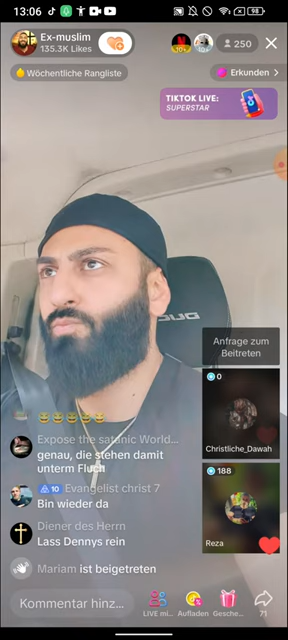 13:06
98
Ex-muslim
135.3K Likes
250
Wöchentliche Rangliste
Erkunden >
TIKTOK LIVE:
SUPERSTAR
Anfrage zum
Beitreten
0
Christliche_Dawah
188
Reza
Expose the satanic World...
genau, die stehen damit
unterm Fluch
10 Evangelist christ 7
Bin wieder da
Diener des Herrn
Lass Dennys rein
Mariam ist beigetreten
Kommentar hinz...
LIVE mi...
Aufladen
Gesche...
71